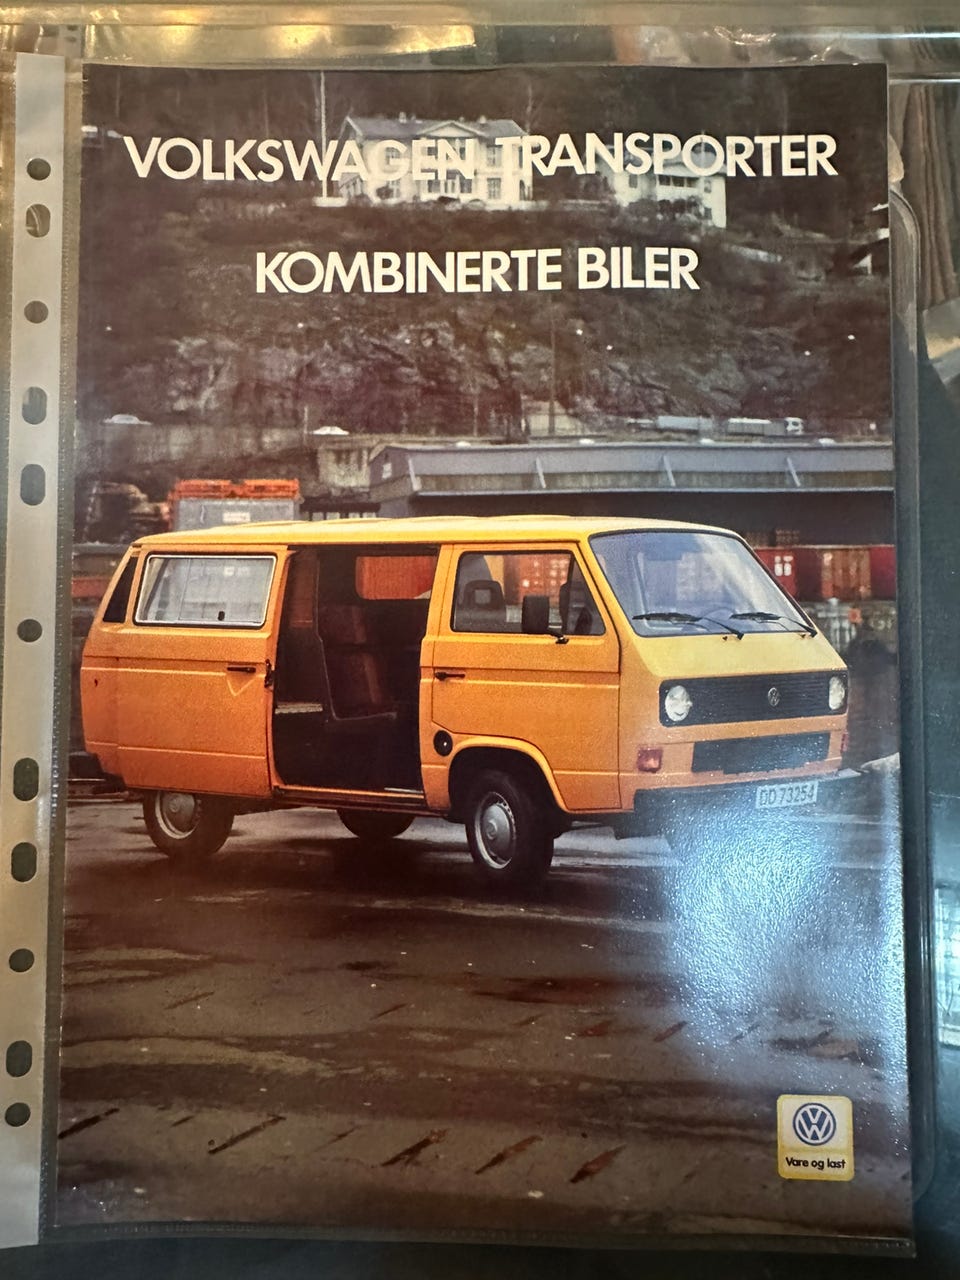 VOLKSWAGEN TRANSPORTER
KOMBINERTE BILER
DD 73254
Vare og last